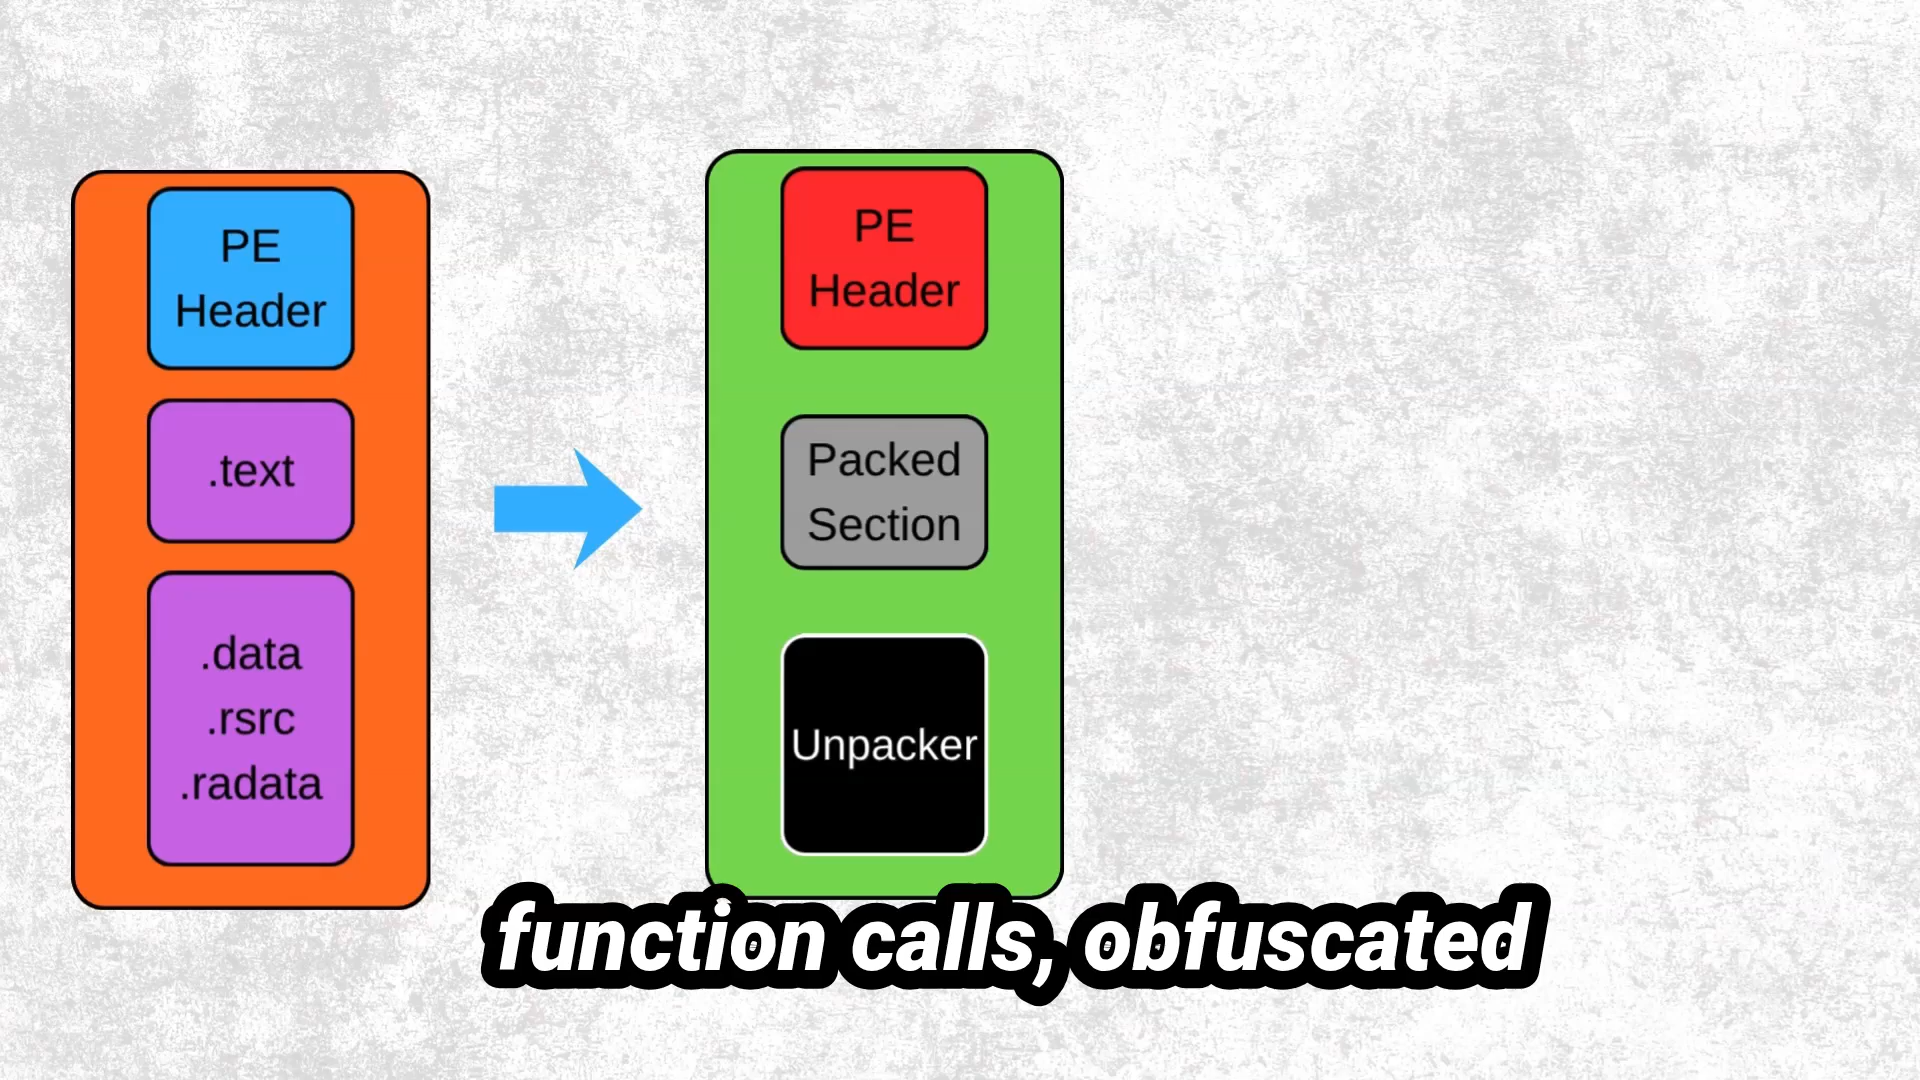 PE
Header
.text
.data
.rsrc
.radata
PE
Header
Packed
Section
Unpacker
function calls, obfuscated